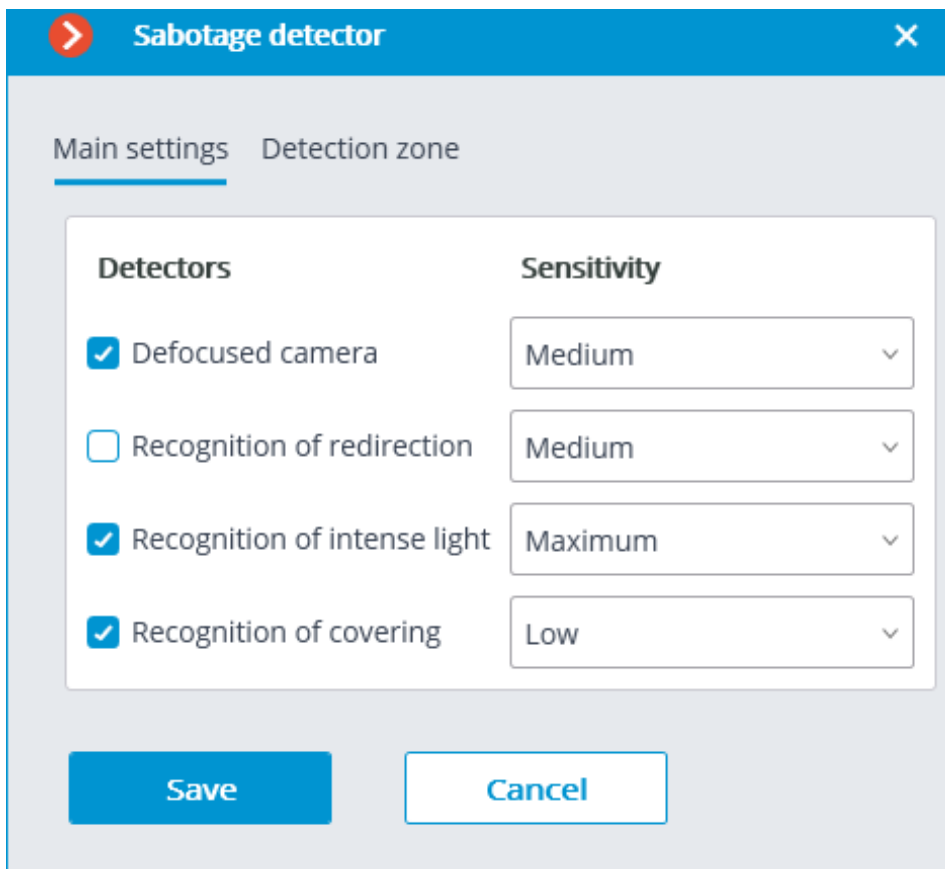 Sabotage detector
Main settings Detection zone
Detectors Sensitivity
Defocused camera Medium
Recognition of redirection Medium
Recognition of intense light Maximum
Recognition of covering Low
Save Cancel